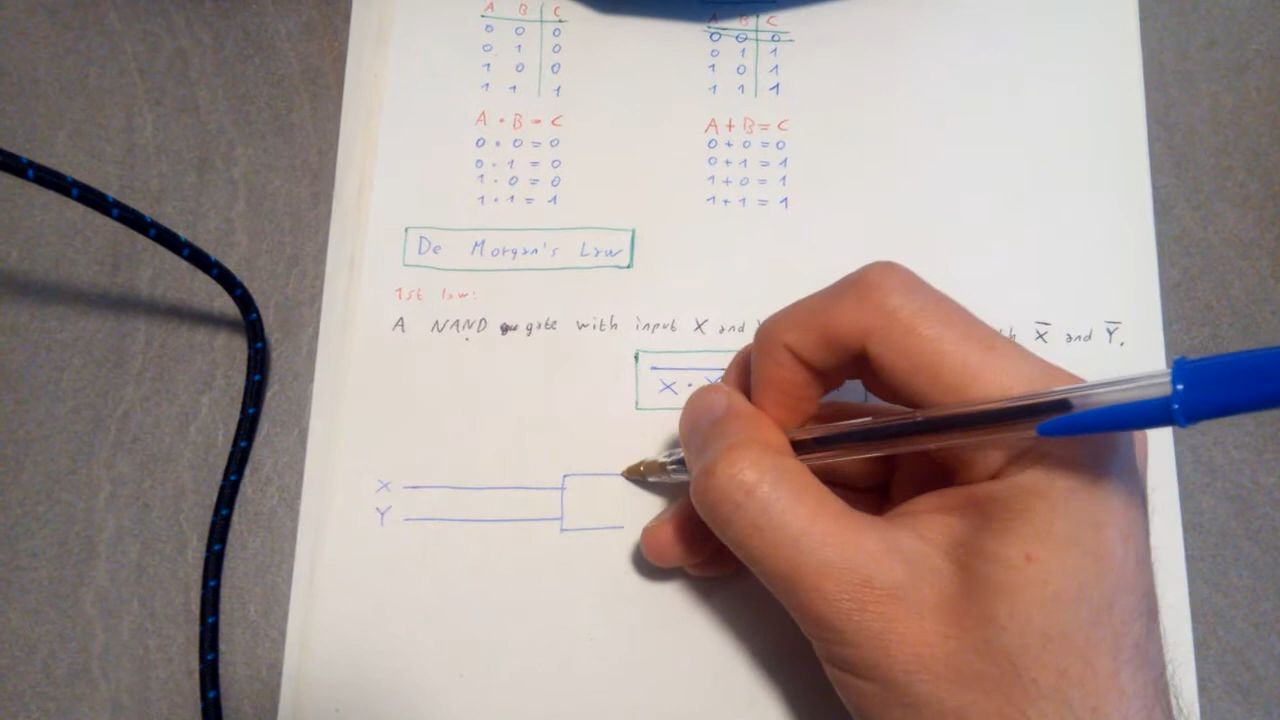 A B C
0 0 0
0 1 0
1 0 0
1 1 1
A • B = C
0 • 0 = 0
0 • 1 = 0
1 • 0 = 0
1 • 1 = 1
A B C
0 0 0
0 1 1
1 0 1
1 1 1
A + B = C
0 + 0 = 0
0 + 1 = 1
1 + 0 = 1
1 + 1 = 1
De Morgan's Law
1st law:
A NAND gate with input X and X̅ and Y̅.
X •
X
Y